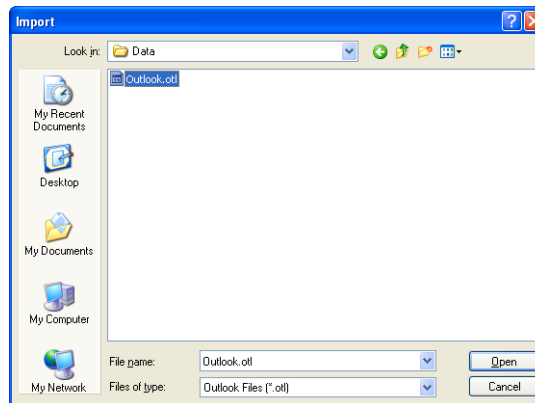 Import
Look in:
Data
Outlook.otl
My Recent
Documents
Desktop
My Documents
My Computer
My Network
File name:
Outlook.otl
Open
Files of type:
Outlook Files (*.otl)
Cancel